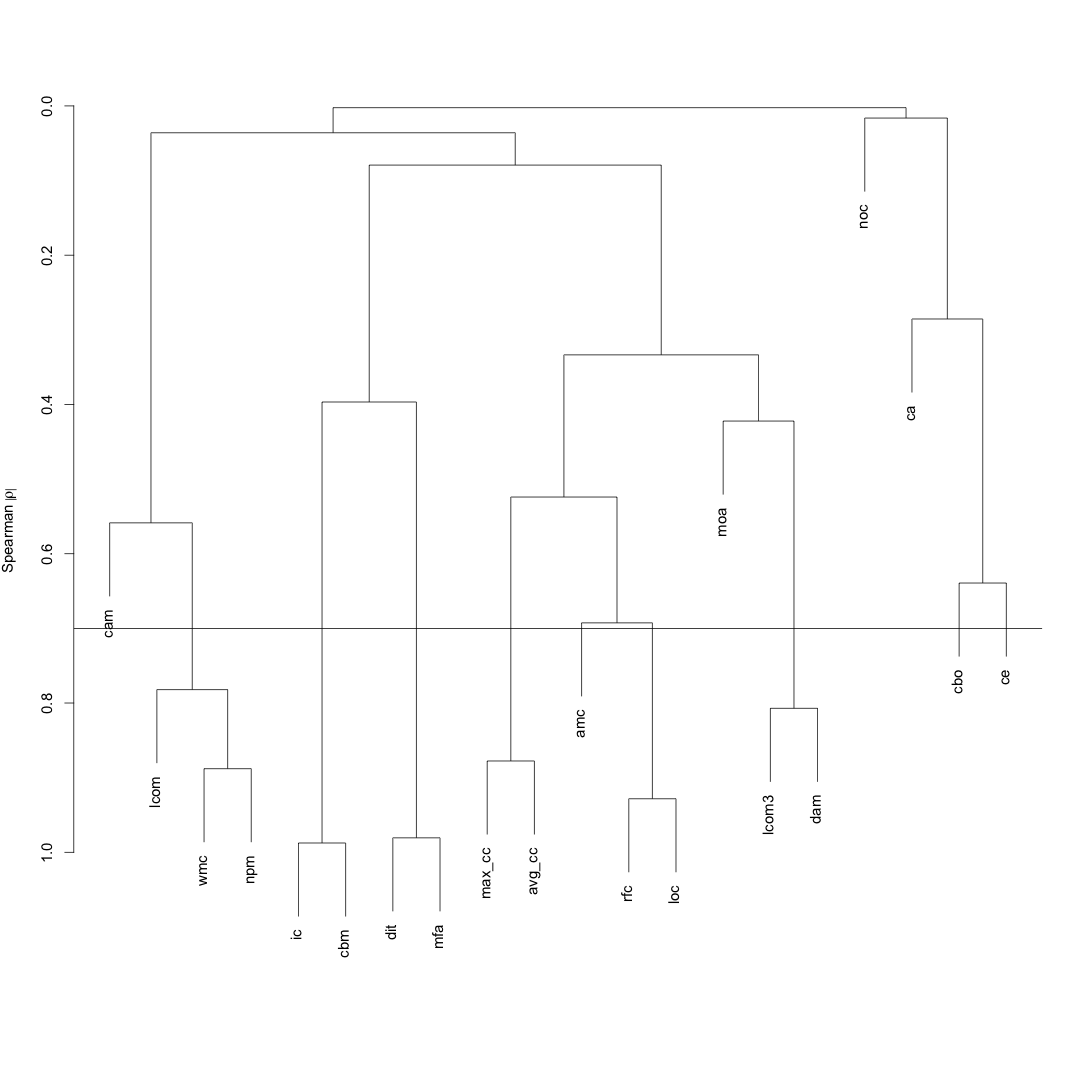 0.0
0.2
0.4
0.6
0.8
1.0
Spearman |ρ|
noc
ca
moa
cam
cbo
ce
amc
lcom
lcom3
dam
max_cc
avg_cc
wmc
npm
rfc
loc
ic
cbm
dit
mfa